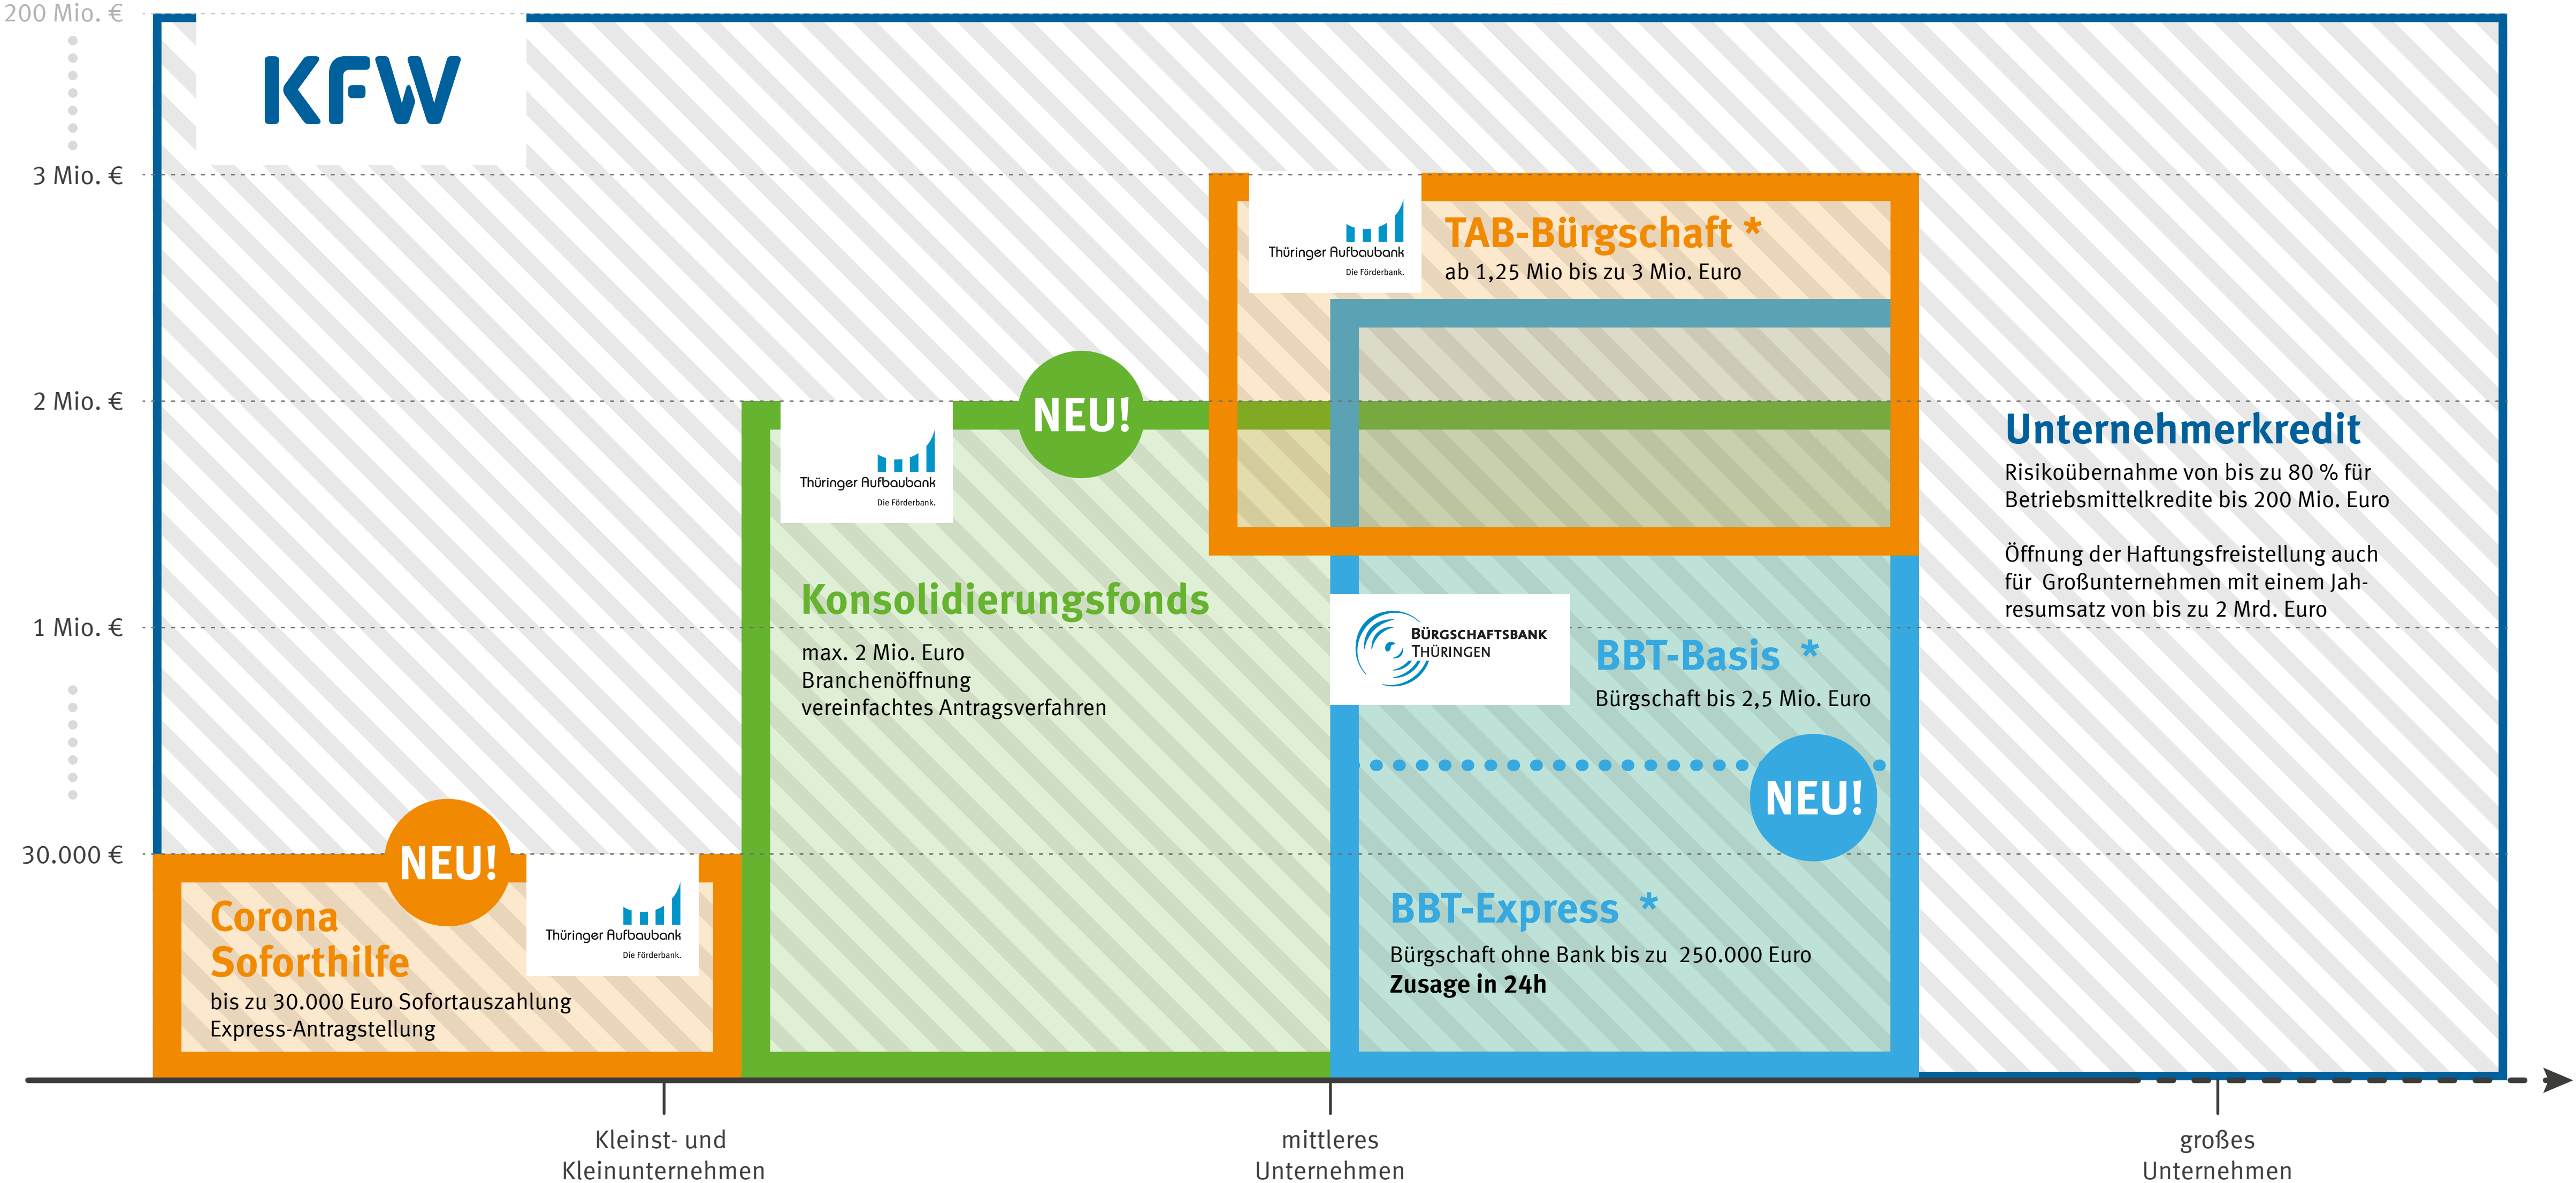 200 Mio. €
KFW
3 Mio. €
Thüringer Aufbaubank
Die Förderbank.
TAB-Bürgschaft *
ab 1,25 Mio bis zu 3 Mio. Euro
2 Mio. €
NEU!
Thüringer Aufbaubank
Die Förderbank.
Unternehmerkredit
Risikoübernahme von bis zu 80 % für
Betriebsmittelkredite bis 200 Mio. Euro
Öffnung der Haftungsfreistellung auch
für Großunternehmen mit einem Jah-
resumsatz von bis zu 2 Mrd. Euro
Konsolidierungsfonds
max. 2 Mio. Euro
Branchenöffnung
vereinfachtes Antragsverfahren
1 Mio. €
BÜRGSCHAFTSBANK
THÜRINGEN
BBT-Basis *
Bürgschaft bis 2,5 Mio. Euro
NEU!
30.000 €
NEU!
Corona
Soforthilfe
bis zu 30.000 Euro Sofortauszahlung
Express-Antragstellung
Thüringer Aufbaubank
Die Förderbank.
BBT-Express *
Bürgschaft ohne Bank bis zu 250.000 Euro
Zusage in 24h
Kleinst- und
Kleinunternehmen
mittleres
Unternehmen
großes
Unternehmen